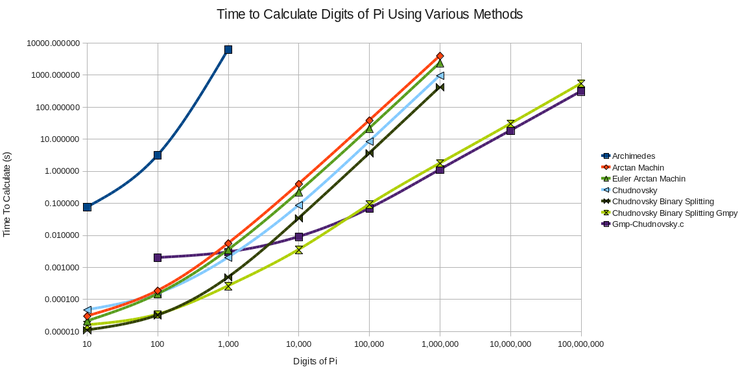 Time to Calculate Digits of Pi Using Various Methods
10000.000000
1000.000000
100.000000
10.000000
1.000000
0.100000
0.010000
0.001000
0.000100
0.000010
Time To Calculate (s)
10 100 1,000 10,000 100,000 1,000,000 10,000,000 100,000,000
Digits of Pi
Archimedes
Arctan Machin
Euler Arctan Machin
Chudnovsky
Chudnovsky Binary Splitting
Chudnovsky Binary Splitting Gmpy
Gmp-Chudnovsky.c